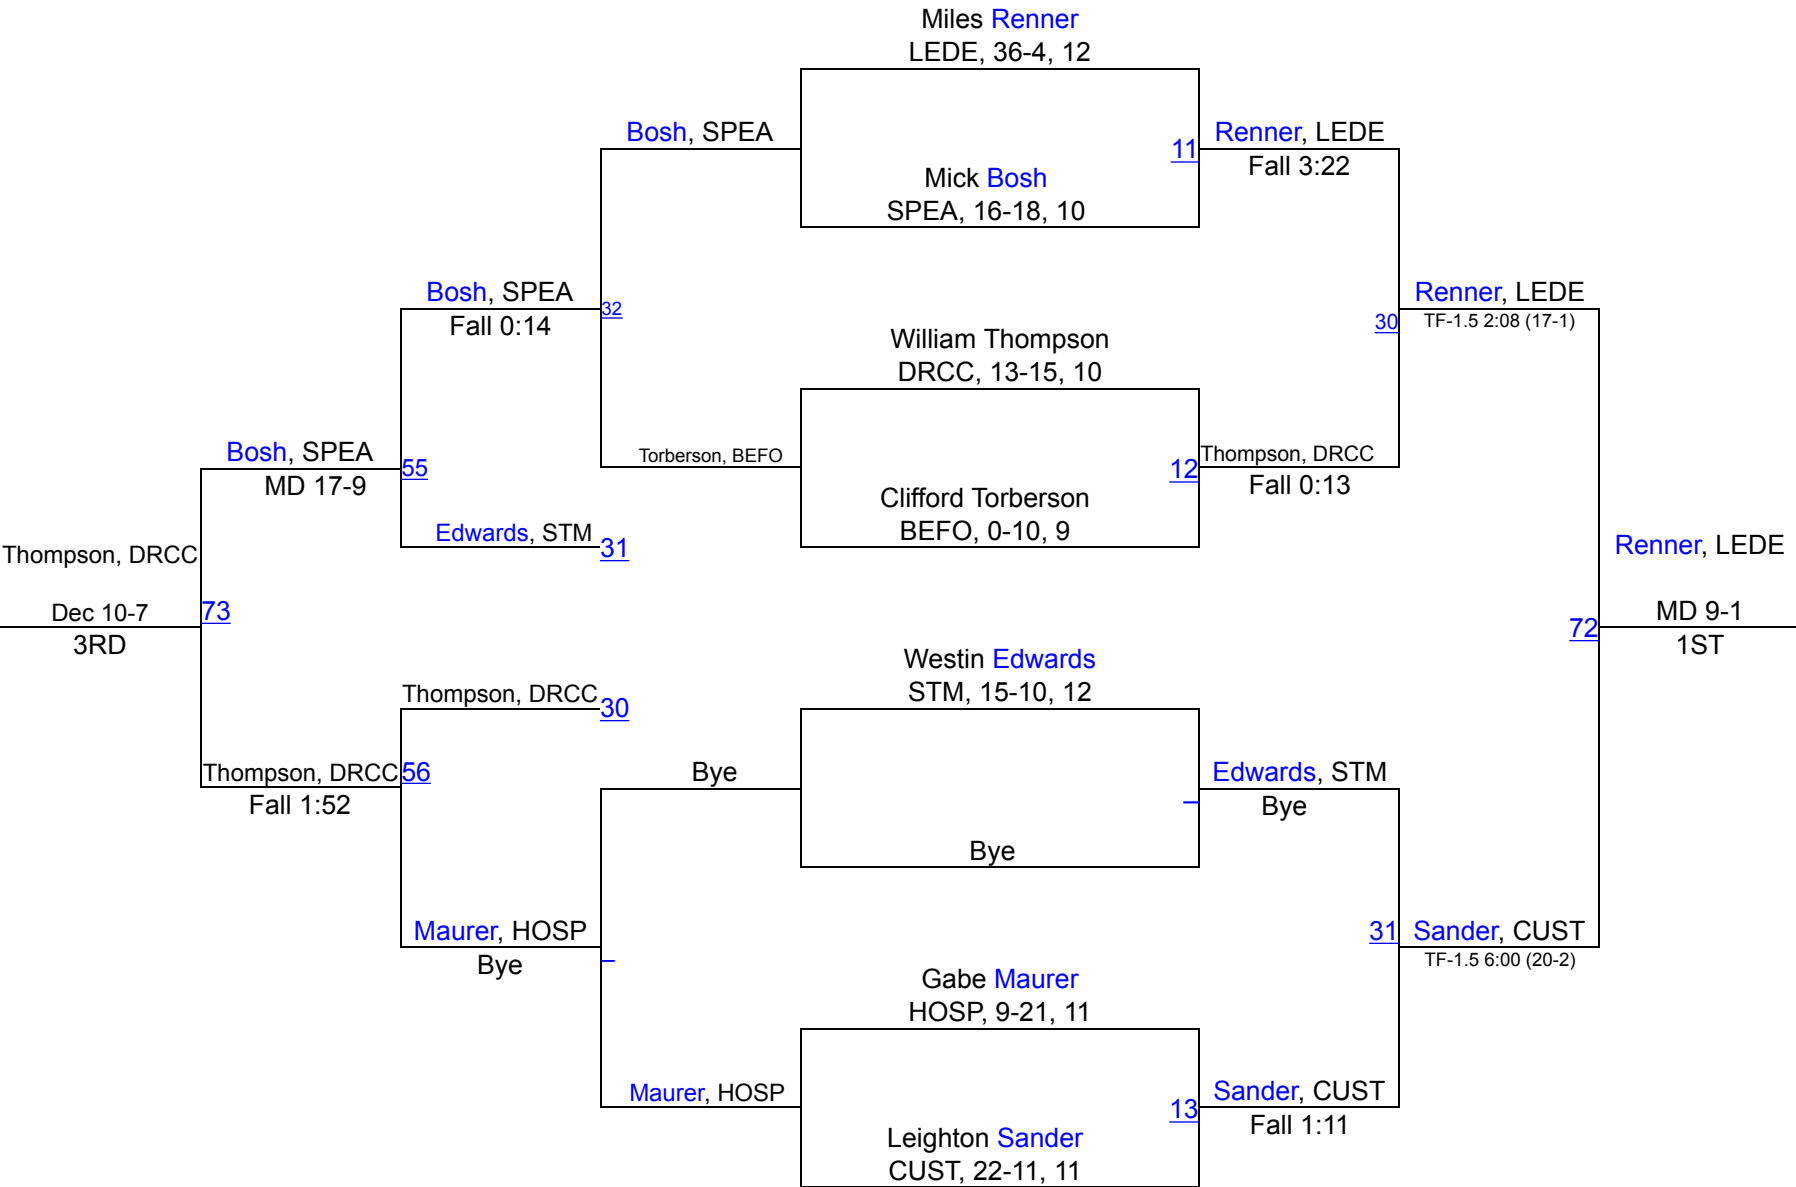 Miles Renner
LEDE, 36-4, 12
Bosh, SPEA
11
Renner, LEDE
Fall 3:22
Mick Bosh
SPEA, 16-18, 10
Bosh, SPEA
Fall 0:14
32
Renner, LEDE
TF-1.5 2:08 (17-1)
30
William Thompson
DRCC, 13-15, 10
Bosh, SPEA
MD 17-9
55
Torberson, BEFO
12
Thompson, DRCC
Fall 0:13
Clifford Torberson
BEFO, 0-10, 9
Edwards, STM
31
Thompson, DRCC
Dec 10-7
3RD
73
Renner, LEDE
MD 9-1
1ST
72
Westin Edwards
STM, 15-10, 12
Thompson, DRCC
30
Thompson, DRCC
Fall 1:52
56
Bye
Edwards, STM
Bye
Bye
Maurer, HOSP
Bye
31
Sander, CUST
TF-1.5 6:00 (20-2)
Gabe Maurer
HOSP, 9-21, 11
Maurer, HOSP
13
Sander, CUST
Fall 1:11
Leighton Sander
CUST, 22-11, 11